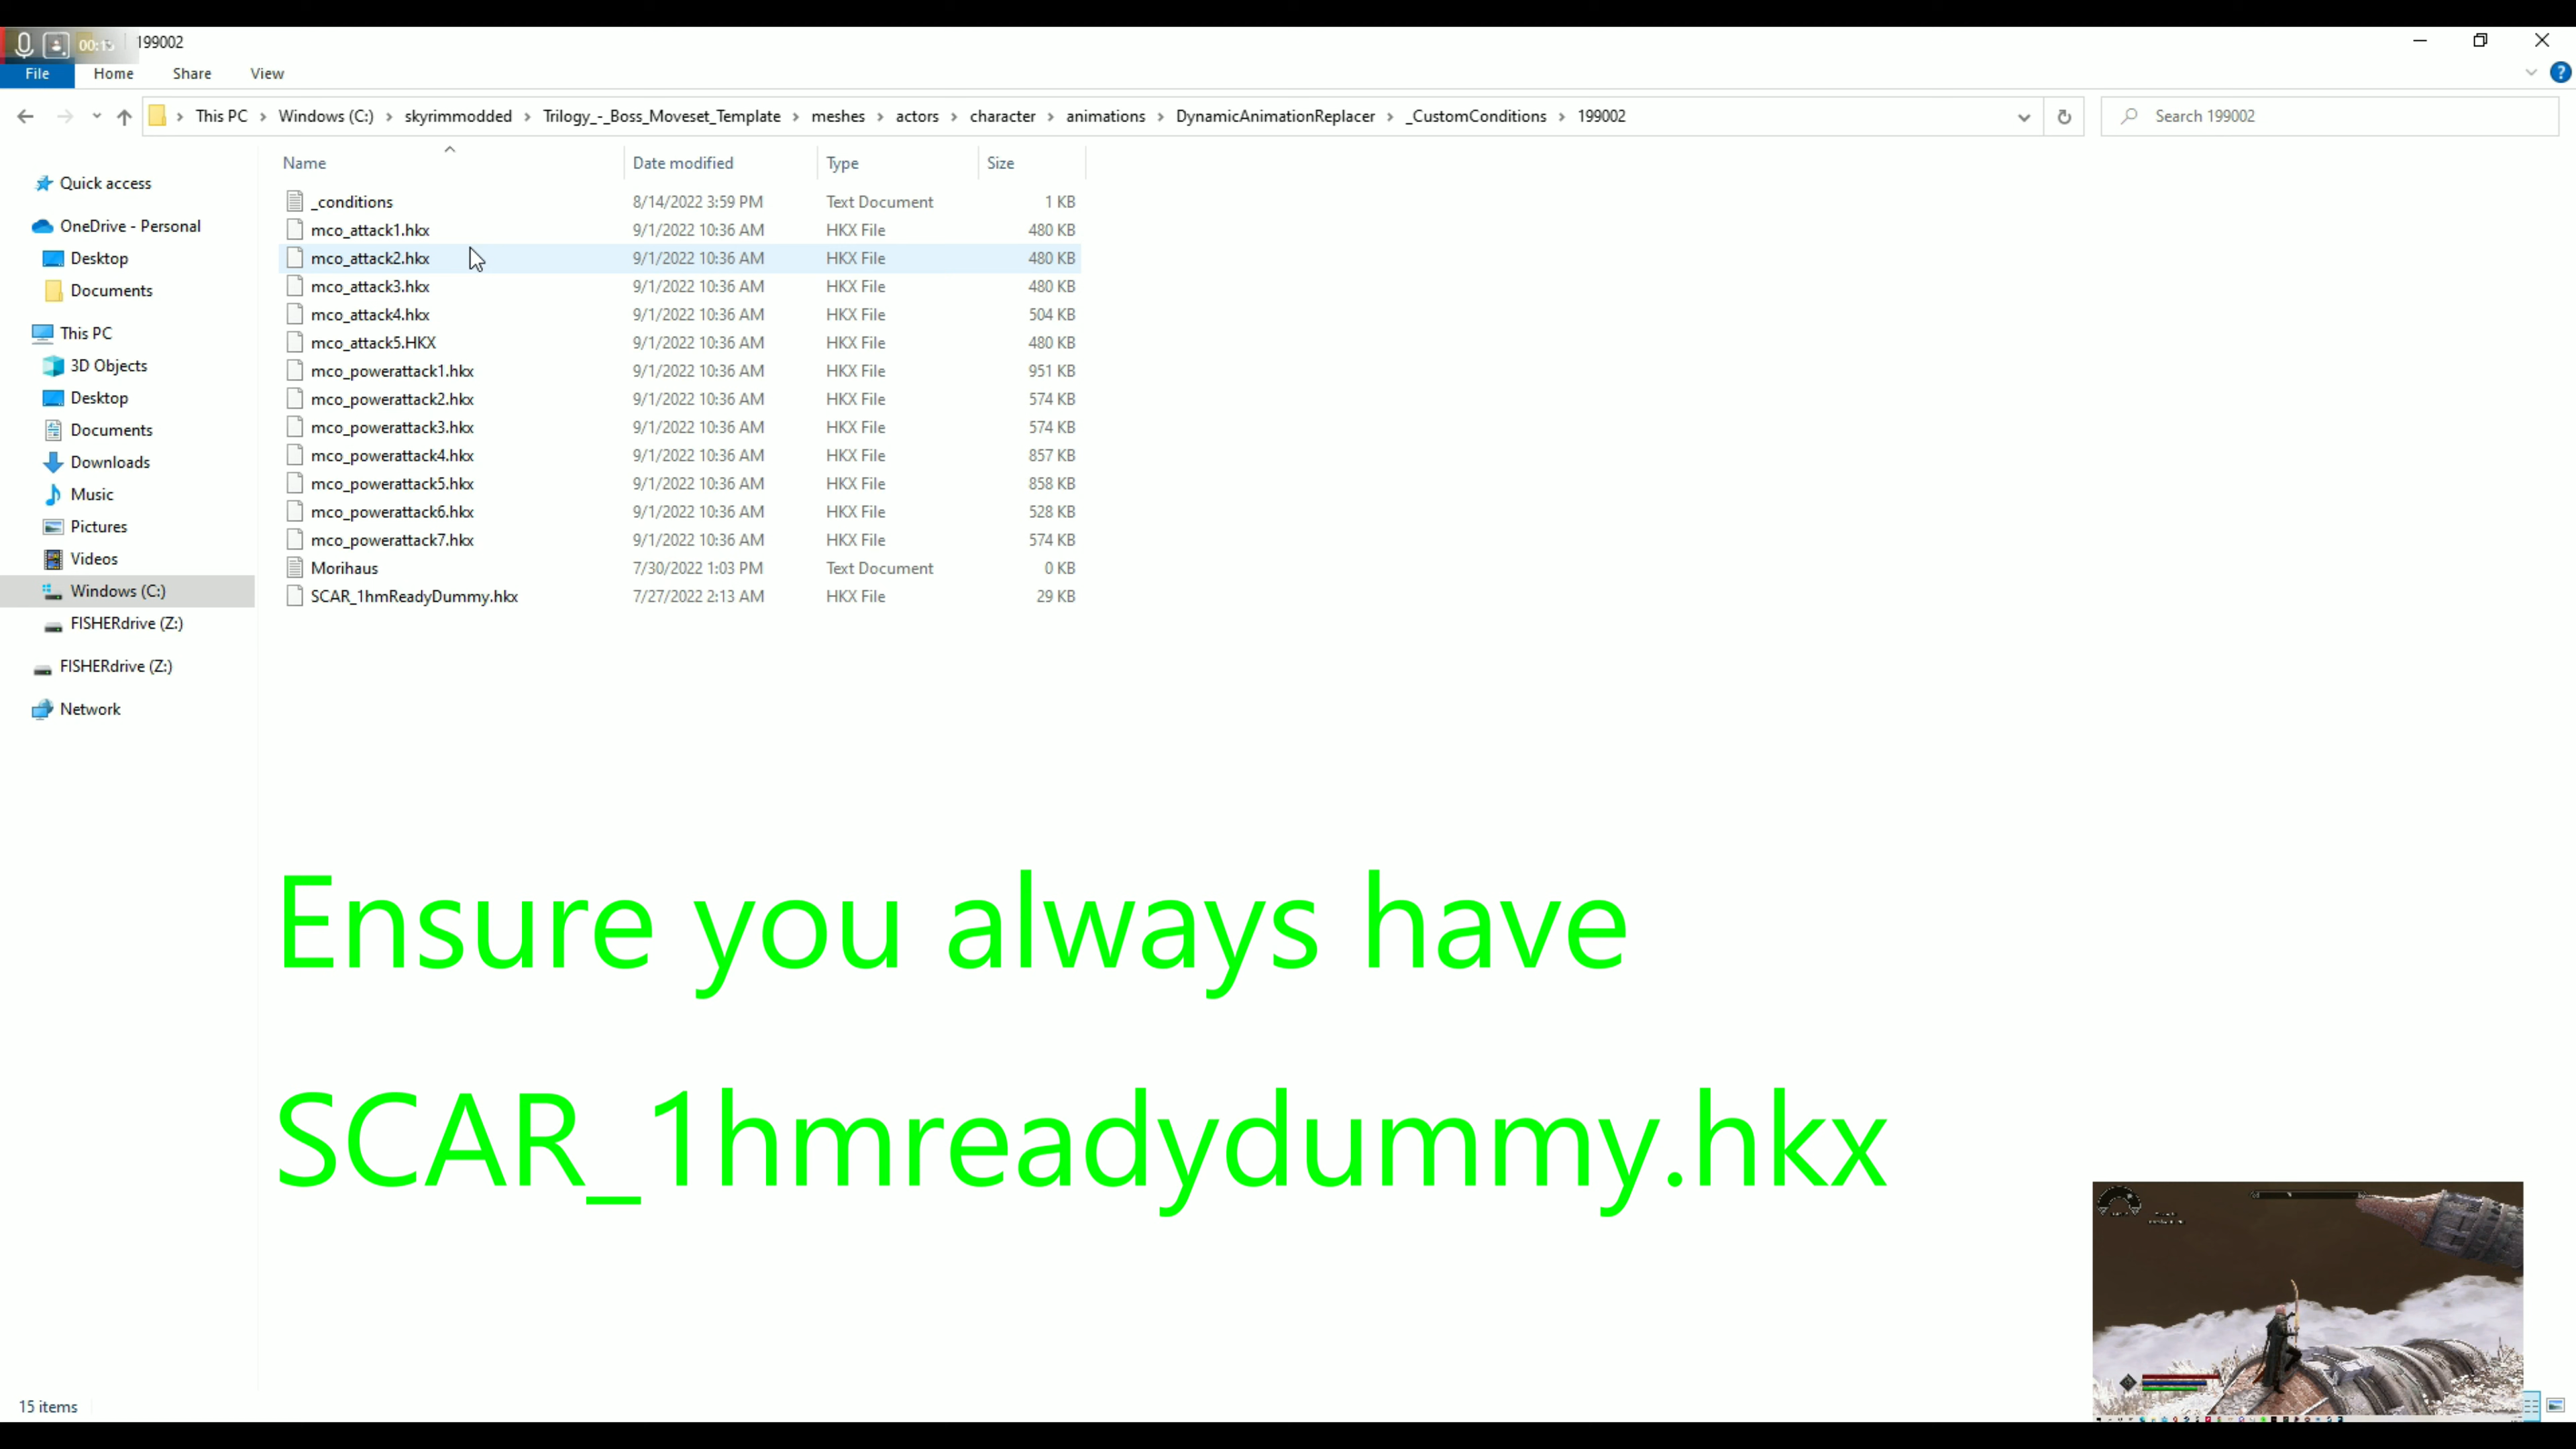 00:15 199002
File Home Share View
This PC Windows (C:) skyrimmodded Trilogy_-_Boss_Moveset_Template meshes actors character animations DynamicAnimationReplacer _CustomConditions 199002 Search 199002
Name Date modified Type Size
Quick access
OneDrive - Personal
Desktop
Documents
This PC
3D Objects
Desktop
Documents
Downloads
Music
Pictures
Videos
Windows (C:)
FISHERdrive (Z:)
FISHERdrive (Z:)
Network
_conditions 8/14/2022 3:59 PM Text Document 1 KB
mco_attack1.hkx 9/1/2022 10:36 AM HKX File 480 KB
mco_attack2.hkx 9/1/2022 10:36 AM HKX File 480 KB
mco_attack3.hkx 9/1/2022 10:36 AM HKX File 480 KB
mco_attack4.hkx 9/1/2022 10:36 AM HKX File 504 KB
mco_attack5.HKX 9/1/2022 10:36 AM HKX File 480 KB
mco_powerattack1.hkx 9/1/2022 10:36 AM HKX File 951 KB
mco_powerattack2.hkx 9/1/2022 10:36 AM HKX File 574 KB
mco_powerattack3.hkx 9/1/2022 10:36 AM HKX File 574 KB
mco_powerattack4.hkx 9/1/2022 10:36 AM HKX File 857 KB
mco_powerattack5.hkx 9/1/2022 10:36 AM HKX File 858 KB
mco_powerattack6.hkx 9/1/2022 10:36 AM HKX File 528 KB
mco_powerattack7.hkx 9/1/2022 10:36 AM HKX File 574 KB
Morihaus 7/30/2022 1:03 PM Text Document 0 KB
SCAR_1hmReadyDummy.hkx 7/27/2022 2:13 AM HKX File 29 KB
Ensure you always have
SCAR_1hmreadydummy.hkx
15 items